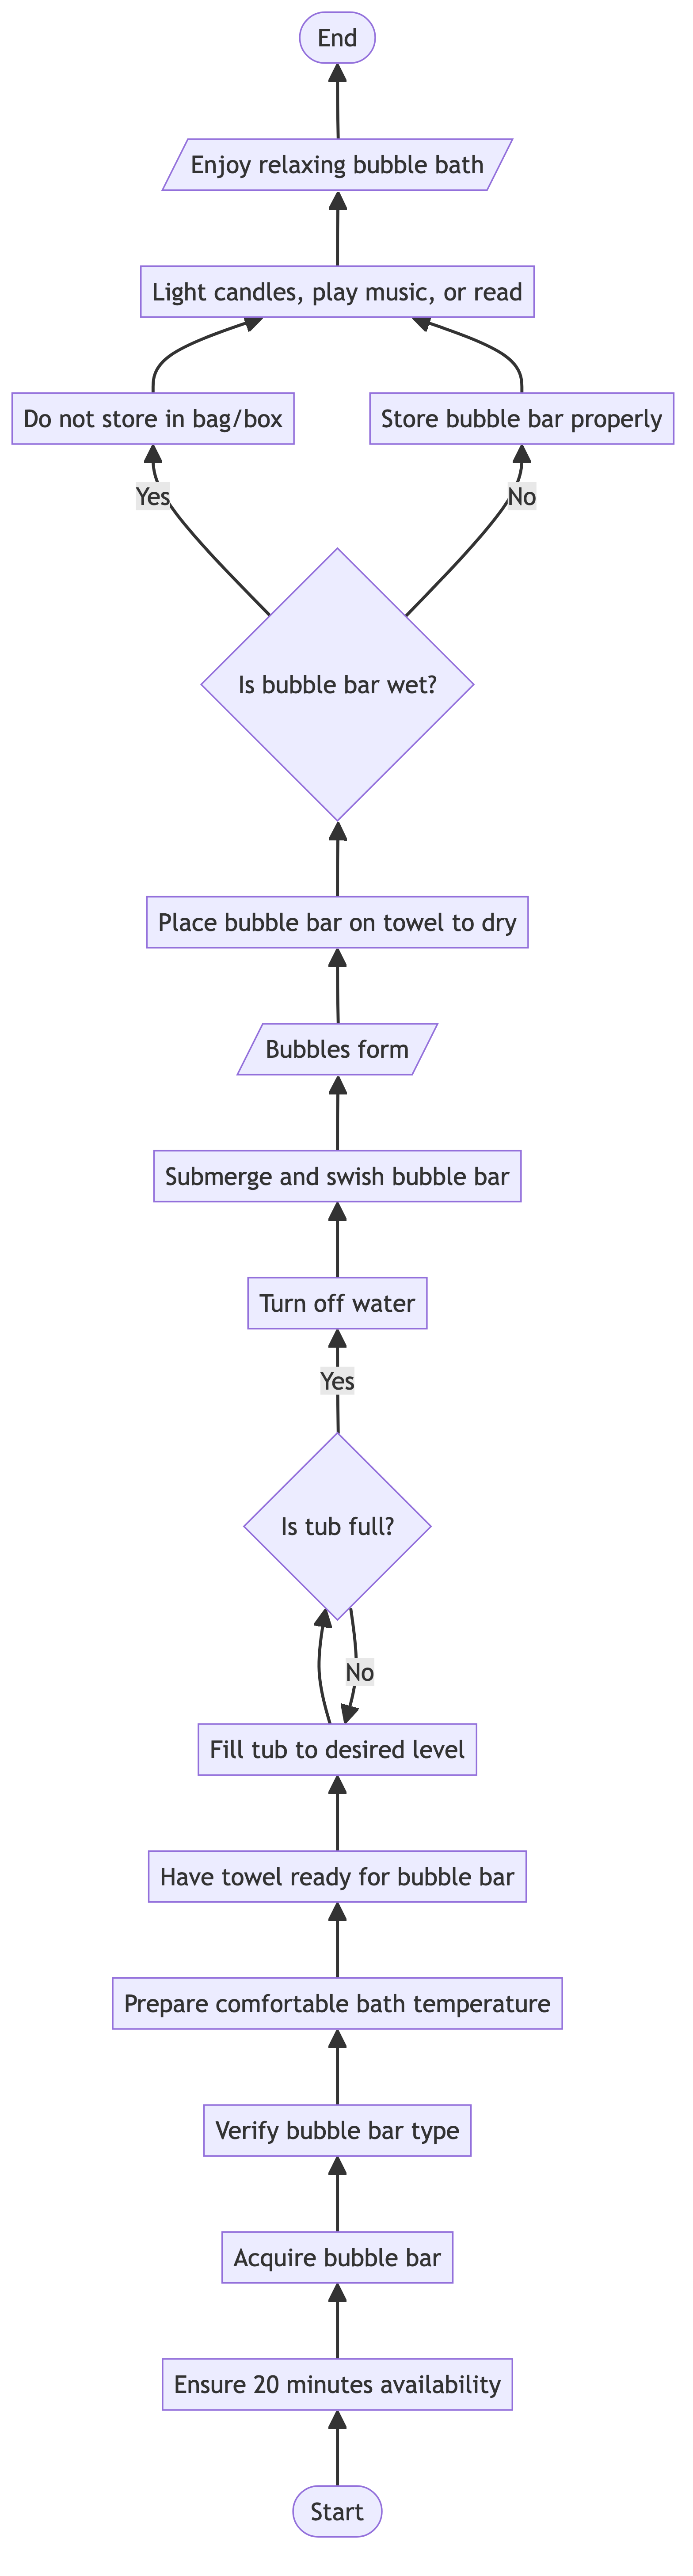 End
Enjoy relaxing bubble bath
Light candles, play music, or read
Do not store in bag/box
Store bubble bar properly
Yes
No
Is bubble bar wet?
Place bubble bar on towel to dry
Bubbles form
Submerge and swish bubble bar
Turn off water
Yes
Is tub full?
No
Fill tub to desired level
Have towel ready for bubble bar
Prepare comfortable bath temperature
Verify bubble bar type
Acquire bubble bar
Ensure 20 minutes availability
Start